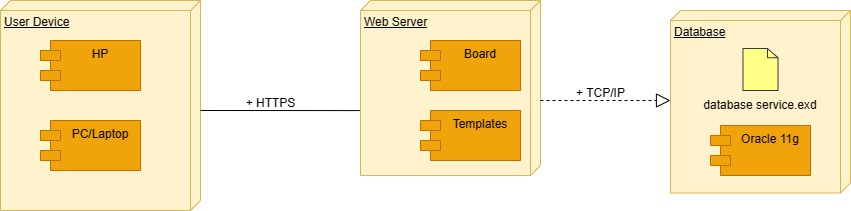 User Device
HP
PC/Laptop
+ HTTPS
Web Server
Board
Templates
+ TCP/IP
Database
database service.exd
Oracle 11g